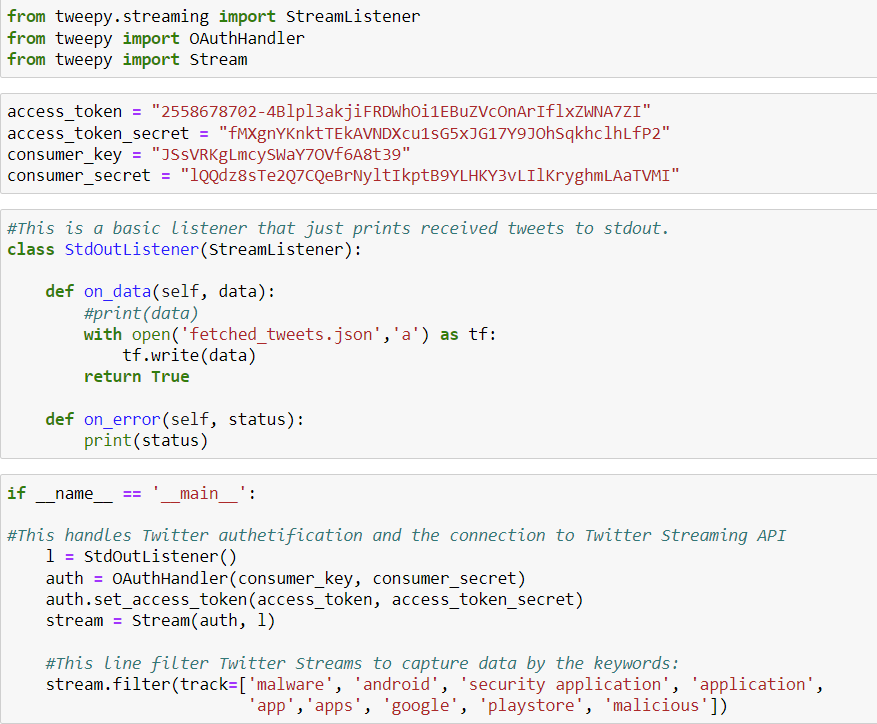 from tweepy.streaming import StreamListener
from tweepy import OAuthHandler
from tweepy import Stream
access_token = "2558678702-4Blpl3akjiFRDWhOi1EBuZVcOnArIflxZWNA7ZI"
access_token_secret = "fMXgnYKnktTEkAVNDXcu1sG5xJG17Y9JOhSqkhclhLfP2"
consumer_key = "JSsVRKgLmcySWaY7OVf6A8t39"
consumer_secret = "lQQdz8sTe2Q7CQeBrNyltIkptB9YLHKY3vLIlKryghmLAaTVMI"
#This is a basic listener that just prints received tweets to stdout.
class StdOutListener(StreamListener):
    def on_data(self, data):
        #print(data)
        with open('fetched_tweets.json','a') as tf:
            tf.write(data)
        return True
    def on_error(self, status):
        print(status)
if __name__ == '__main__':
#This handles Twitter authetification and the connection to Twitter Streaming API
    l = StdOutListener()
    auth = OAuthHandler(consumer_key, consumer_secret)
    auth.set_access_token(access_token, access_token_secret)
    stream = Stream(auth, l)
    #This line filter Twitter Streams to capture data by the keywords:
    stream.filter(track=['malware', 'android', 'security application', 'application',
                         'app','apps', 'google', 'playstore', 'malicious'])